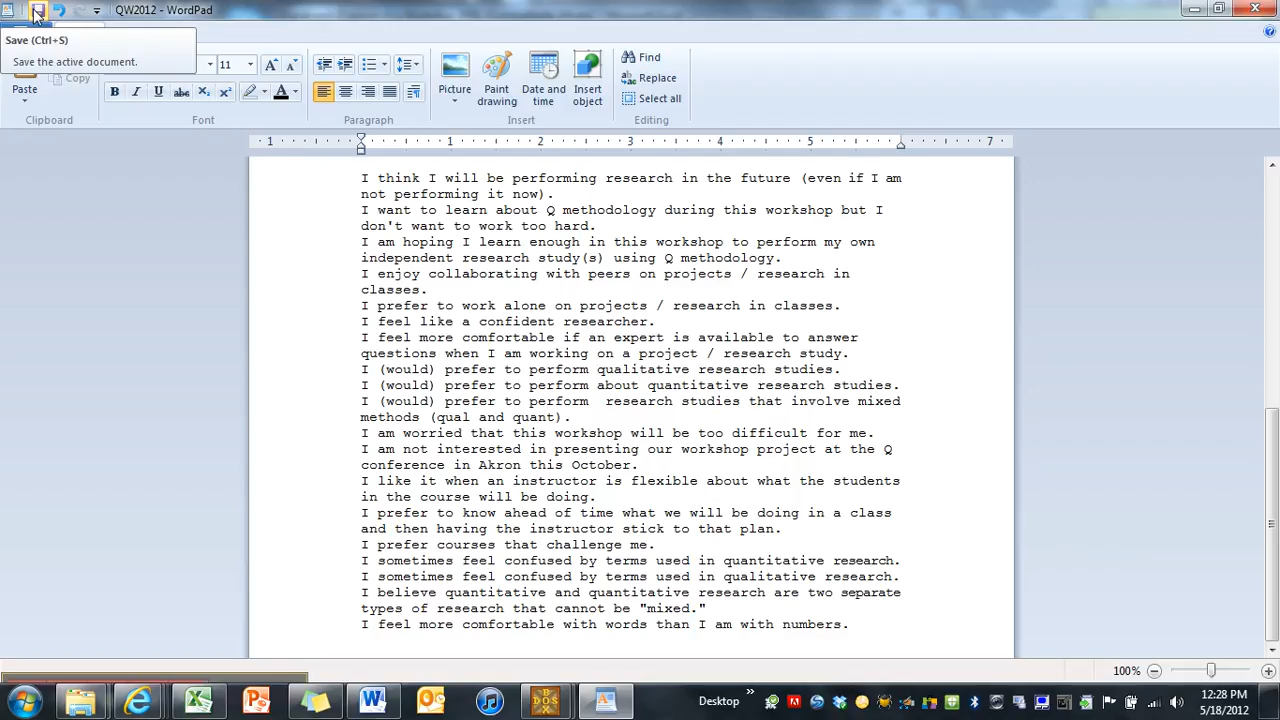 QW2012 - WordPad
Save (Ctrl+S)
Save the active document.
Paste
Copy
Clipboard
11
A A
B I U abc X₂ X² A
Font
Paragraph
Picture
Paint drawing
Date and time
Insert object
Insert
Find
Replace
Select all
Editing
1 1 2 3 4 5 7
I think I will be performing research in the future (even if I am
not performing it now).
I want to learn about Q methodology during this workshop but I
don't want to work too hard.
I am hoping I learn enough in this workshop to perform my own
independent research study(s) using Q methodology.
I enjoy collaborating with peers on projects / research in
classes.
I prefer to work alone on projects / research in classes.
I feel like a confident researcher.
I feel more comfortable if an expert is available to answer
questions when I am working on a project / research study.
I (would) prefer to perform qualitative research studies.
I (would) prefer to perform about quantitative research studies.
I (would) prefer to perform  research studies that involve mixed
methods (qual and quant).
I am worried that this workshop will be too difficult for me.
I am not interested in presenting our workshop project at the Q
conference in Akron this October.
I like it when an instructor is flexible about what the students
in the course will be doing.
I prefer to know ahead of time what we will be doing in a class
and then having the instructor stick to that plan.
I prefer courses that challenge me.
I sometimes feel confused by terms used in quantitative research.
I sometimes feel confused by terms used in qualitative research.
I believe quantitative and quantitative research are two separate
types of research that cannot be "mixed."
I feel more comfortable with words than I am with numbers.
100%
Desktop
12:28 PM
5/18/2012